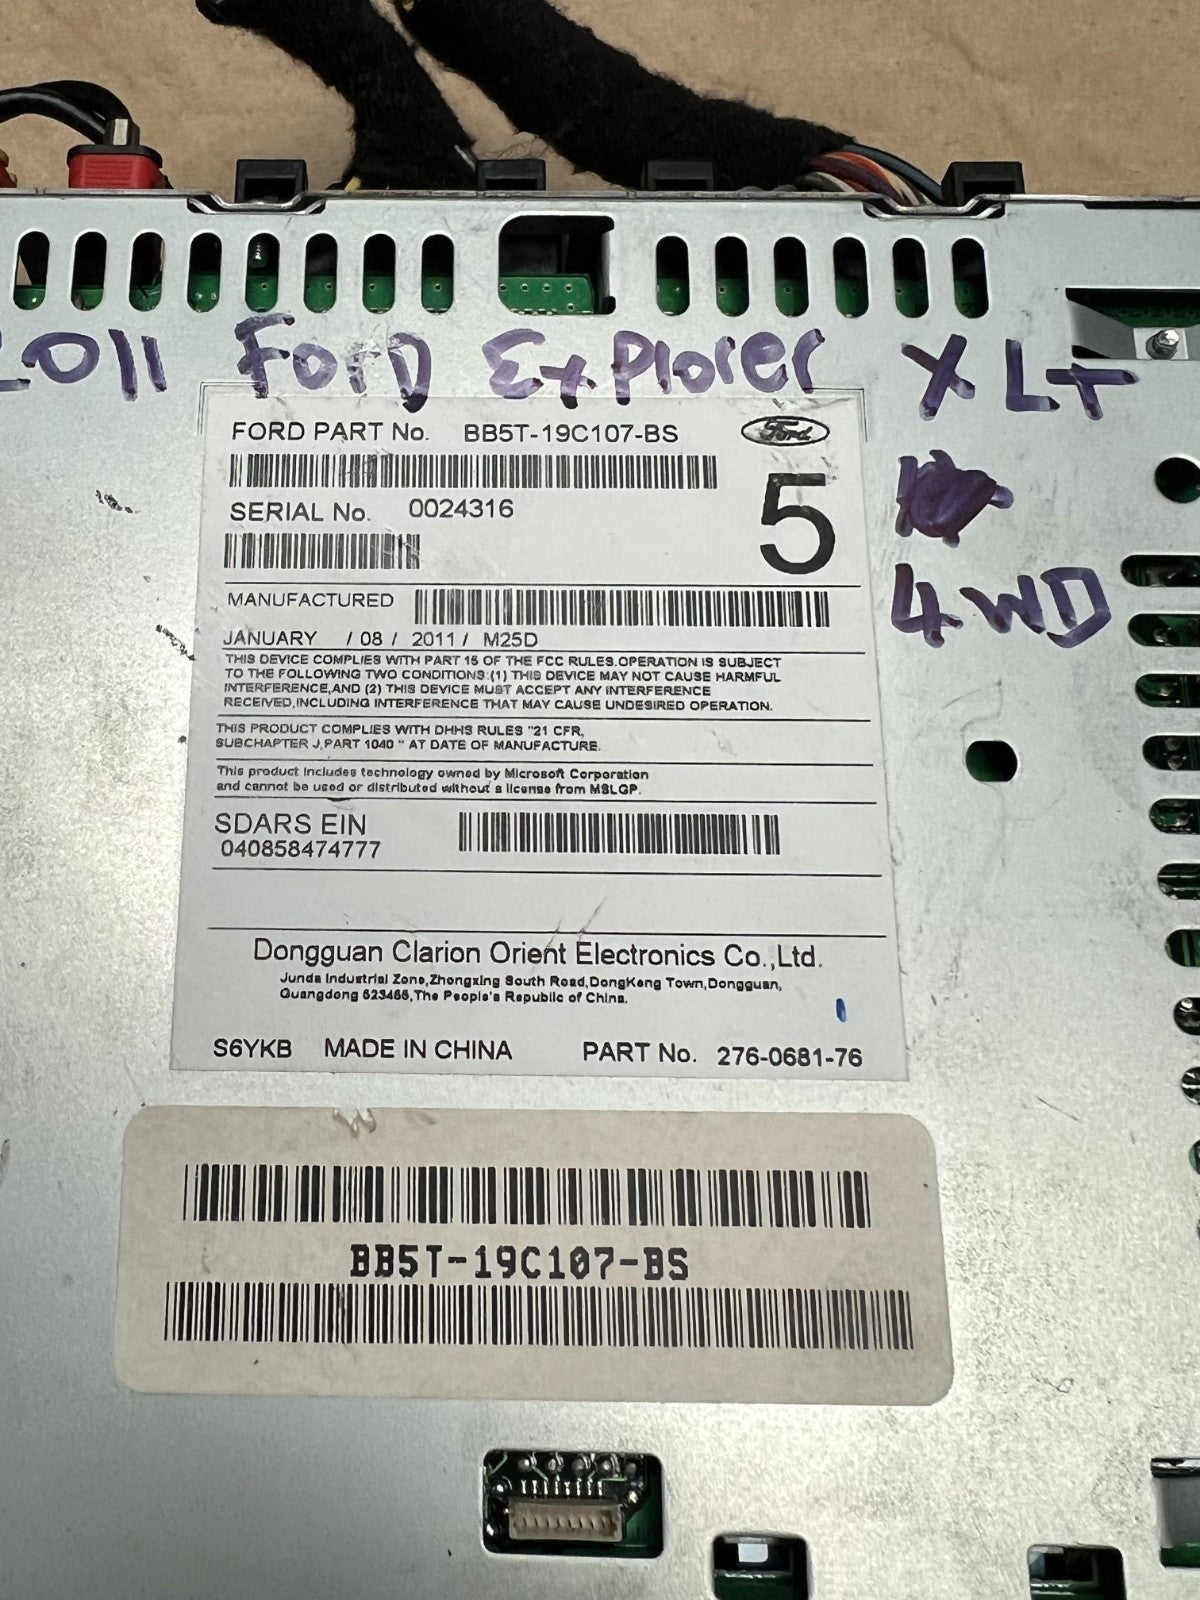 2011 Ford Explorer XLT
4WD
FORD PART No. BB5T-19C107-BS
Ford
SERIAL No. 0024316
5
MANUFACTURED
JANUARY / 08 / 2011 / M25D
THIS DEVICE COMPLIES WITH PART 15 OF THE FCC RULES.OPERATION IS SUBJECT
TO THE FOLLOWING TWO CONDITIONS:(1) THIS DEVICE MAY NOT CAUSE HARMFUL
INTERFERENCE,AND (2) THIS DEVICE MUST ACCEPT ANY INTERFERENCE
RECEIVED,INCLUDING INTERFERENCE THAT MAY CAUSE UNDESIRED OPERATION.
THIS PRODUCT COMPLIES WITH DHHS RULES "21 CFR,
SUBCHAPTER J,PART 1040 " AT DATE OF MANUFACTURE.
This product includes technology owned by Microsoft Corporation
and cannot be used or distributed without a license from MSLGP.
SDARS EIN
040858474777
Dongguan Clarion Orient Electronics Co.,Ltd.
Junda Industrial Zone,Zhongxing South Road,DongKeng Town,Dongguan,
Guangdong 523455,The People's Republic of China.
S6YKB MADE IN CHINA PART No. 276-0681-76
BB5T-19C107-BS